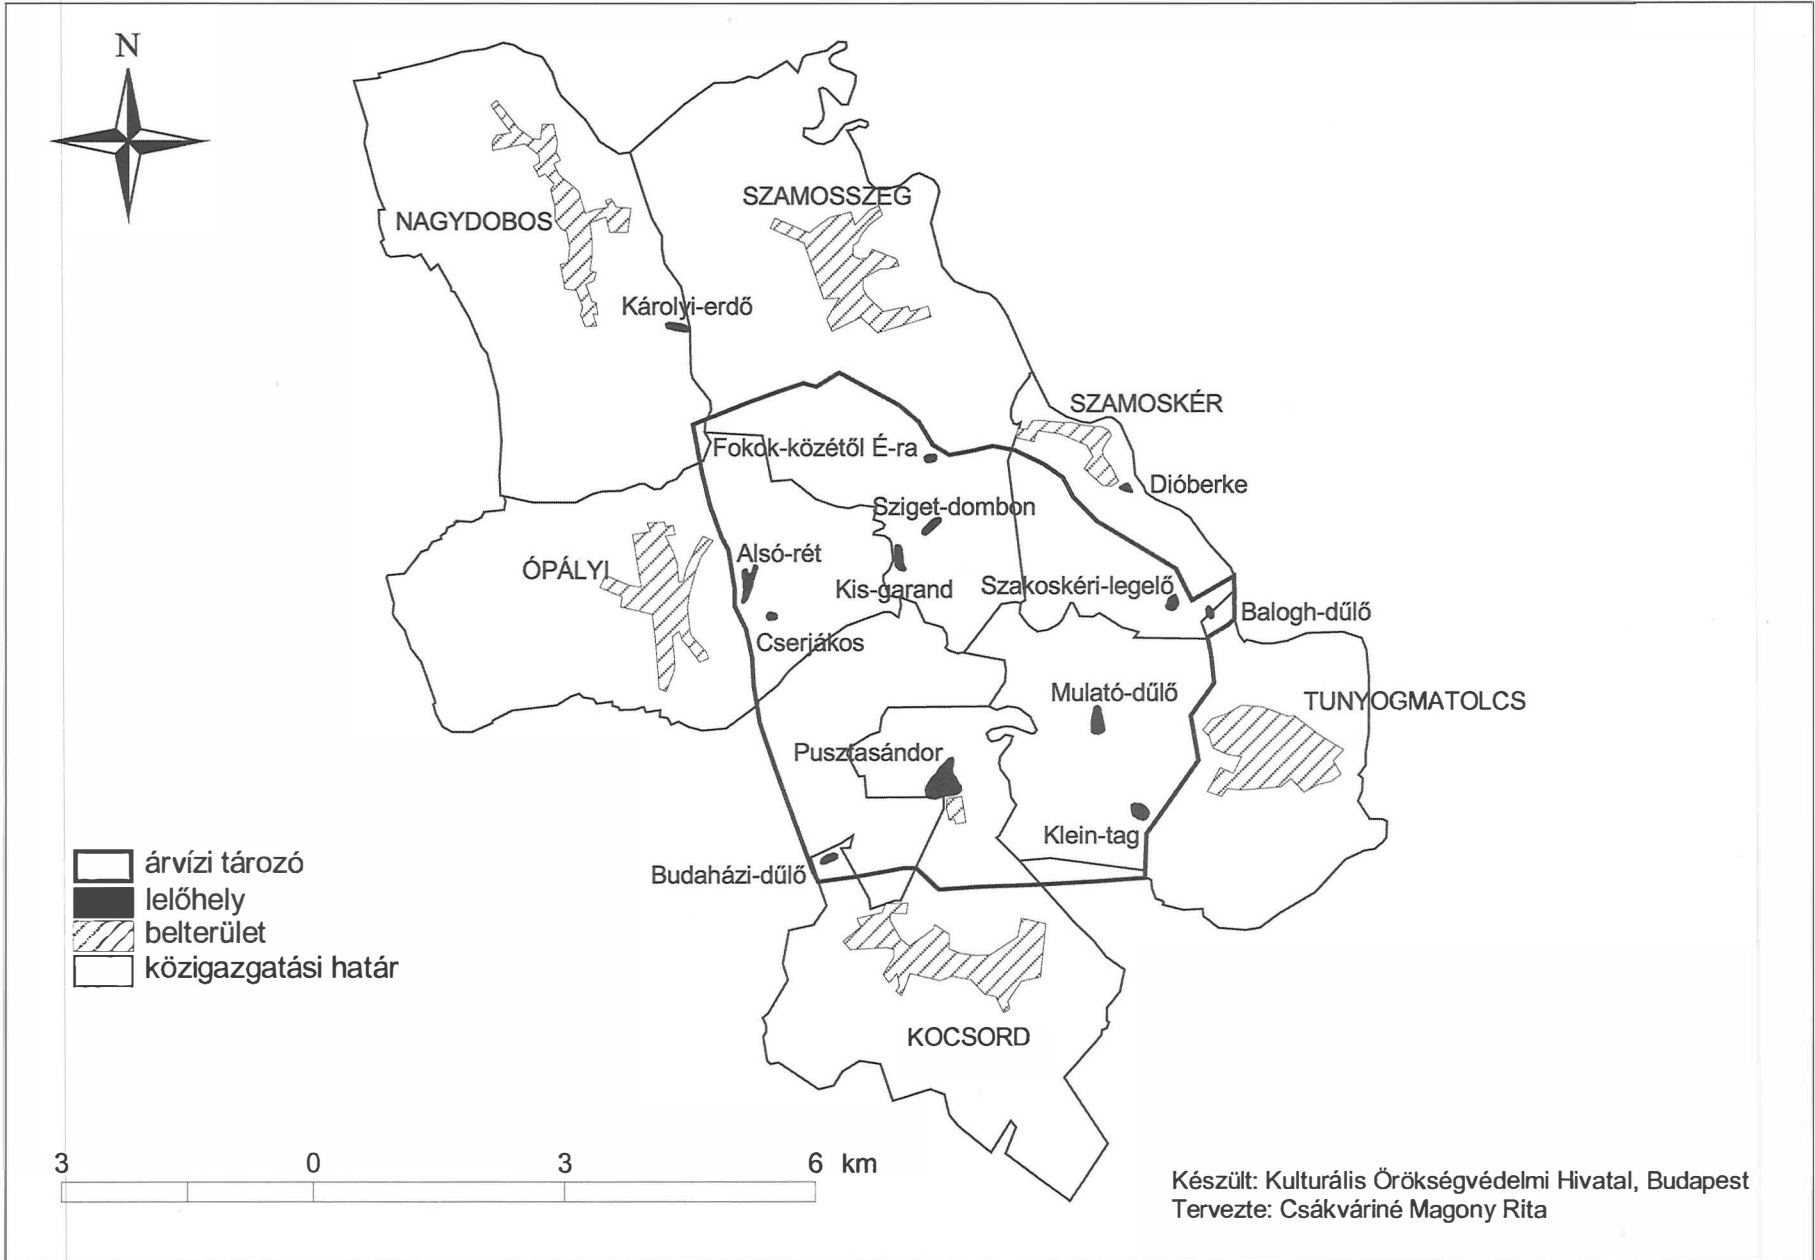 N
SZAMOSSZEG
NAGYDOBOS
Károlyi-erdő
SZAMOSKÉR
Fokok-közétől É-ra
Dióberke
Sziget-dombon
Alsó-rét
ÓPÁLYI
Kis-garand
Szakoskéri-legelő
Balogh-dűlő
Cserjákos
Mulató-dűlő
TUNYOGMATOLCS
Pusztasándor
Klein-tag
Budaházi-dűlő
árvízi tározó
lelőhely
belterület
közigazgatási határ
KOCSORD
3 0 3 6 km
Készült: Kulturális Örökségvédelmi Hivatal, Budapest
Tervezte: Csákváriné Magony Rita